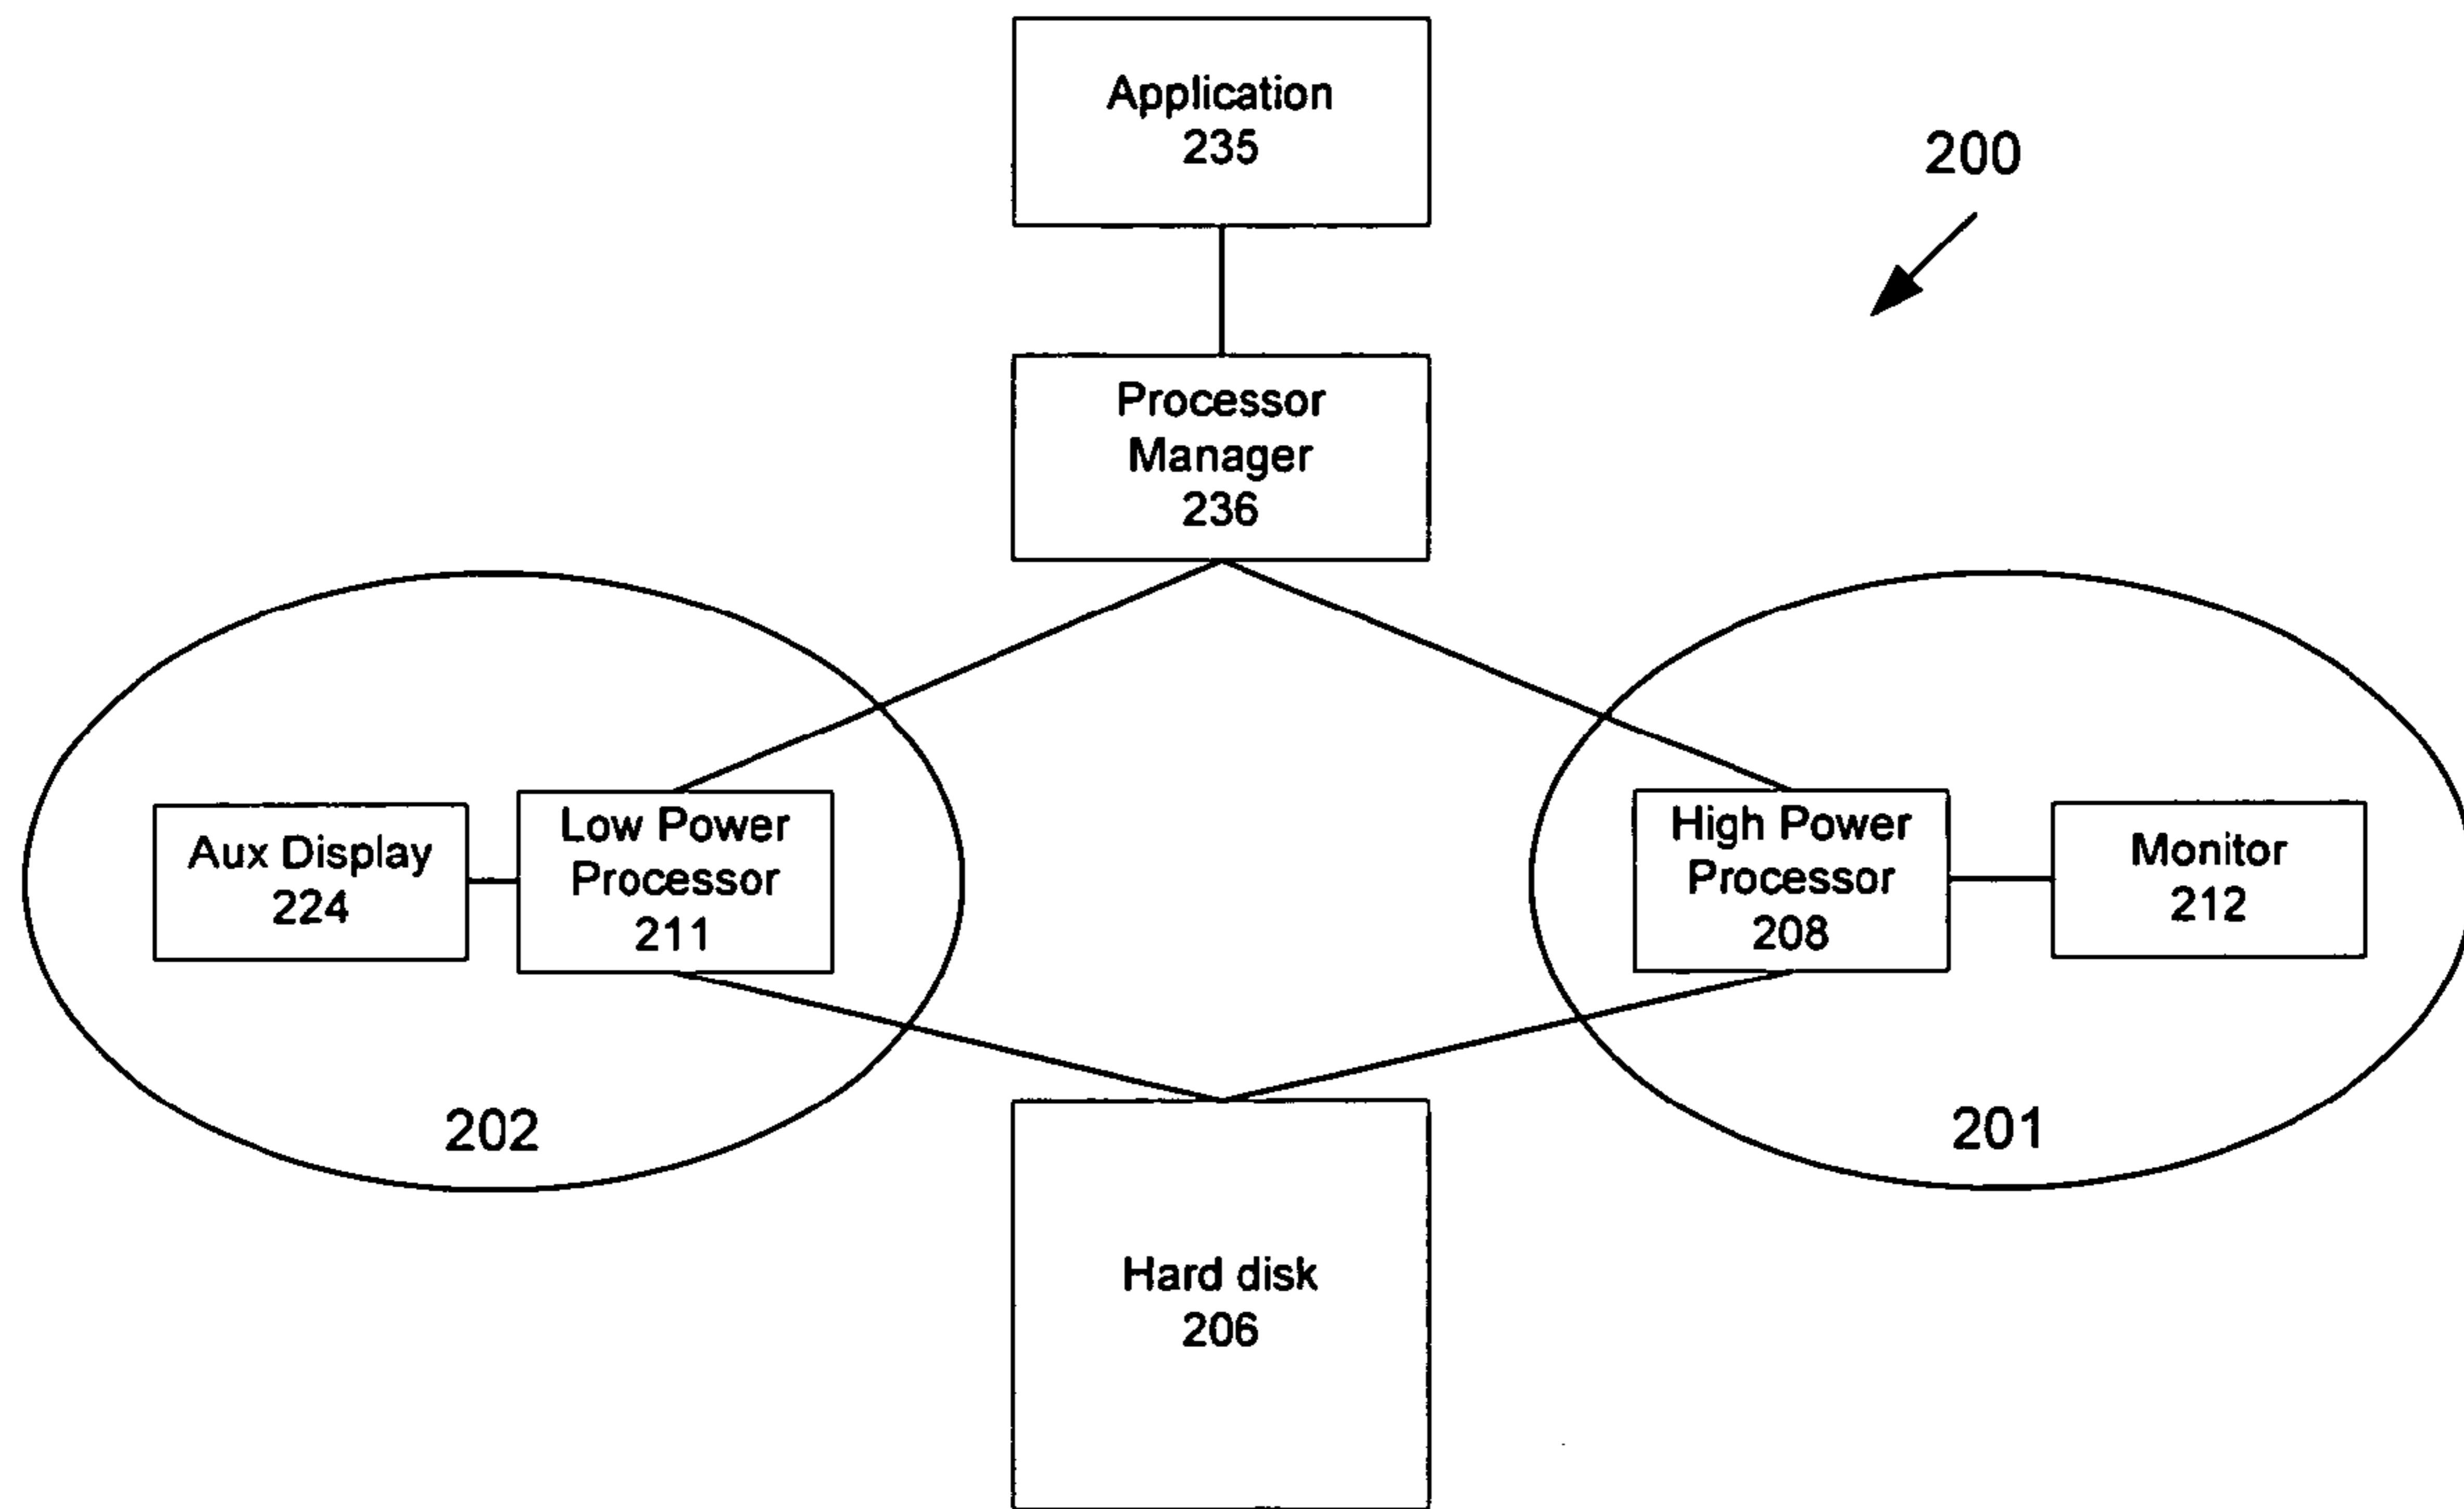 Application
235
200
Processor
Manager
236
Aux Display
224
Low Power
Processor
211
High Power
Processor
208
Monitor
212
202
201
Hard disk
206